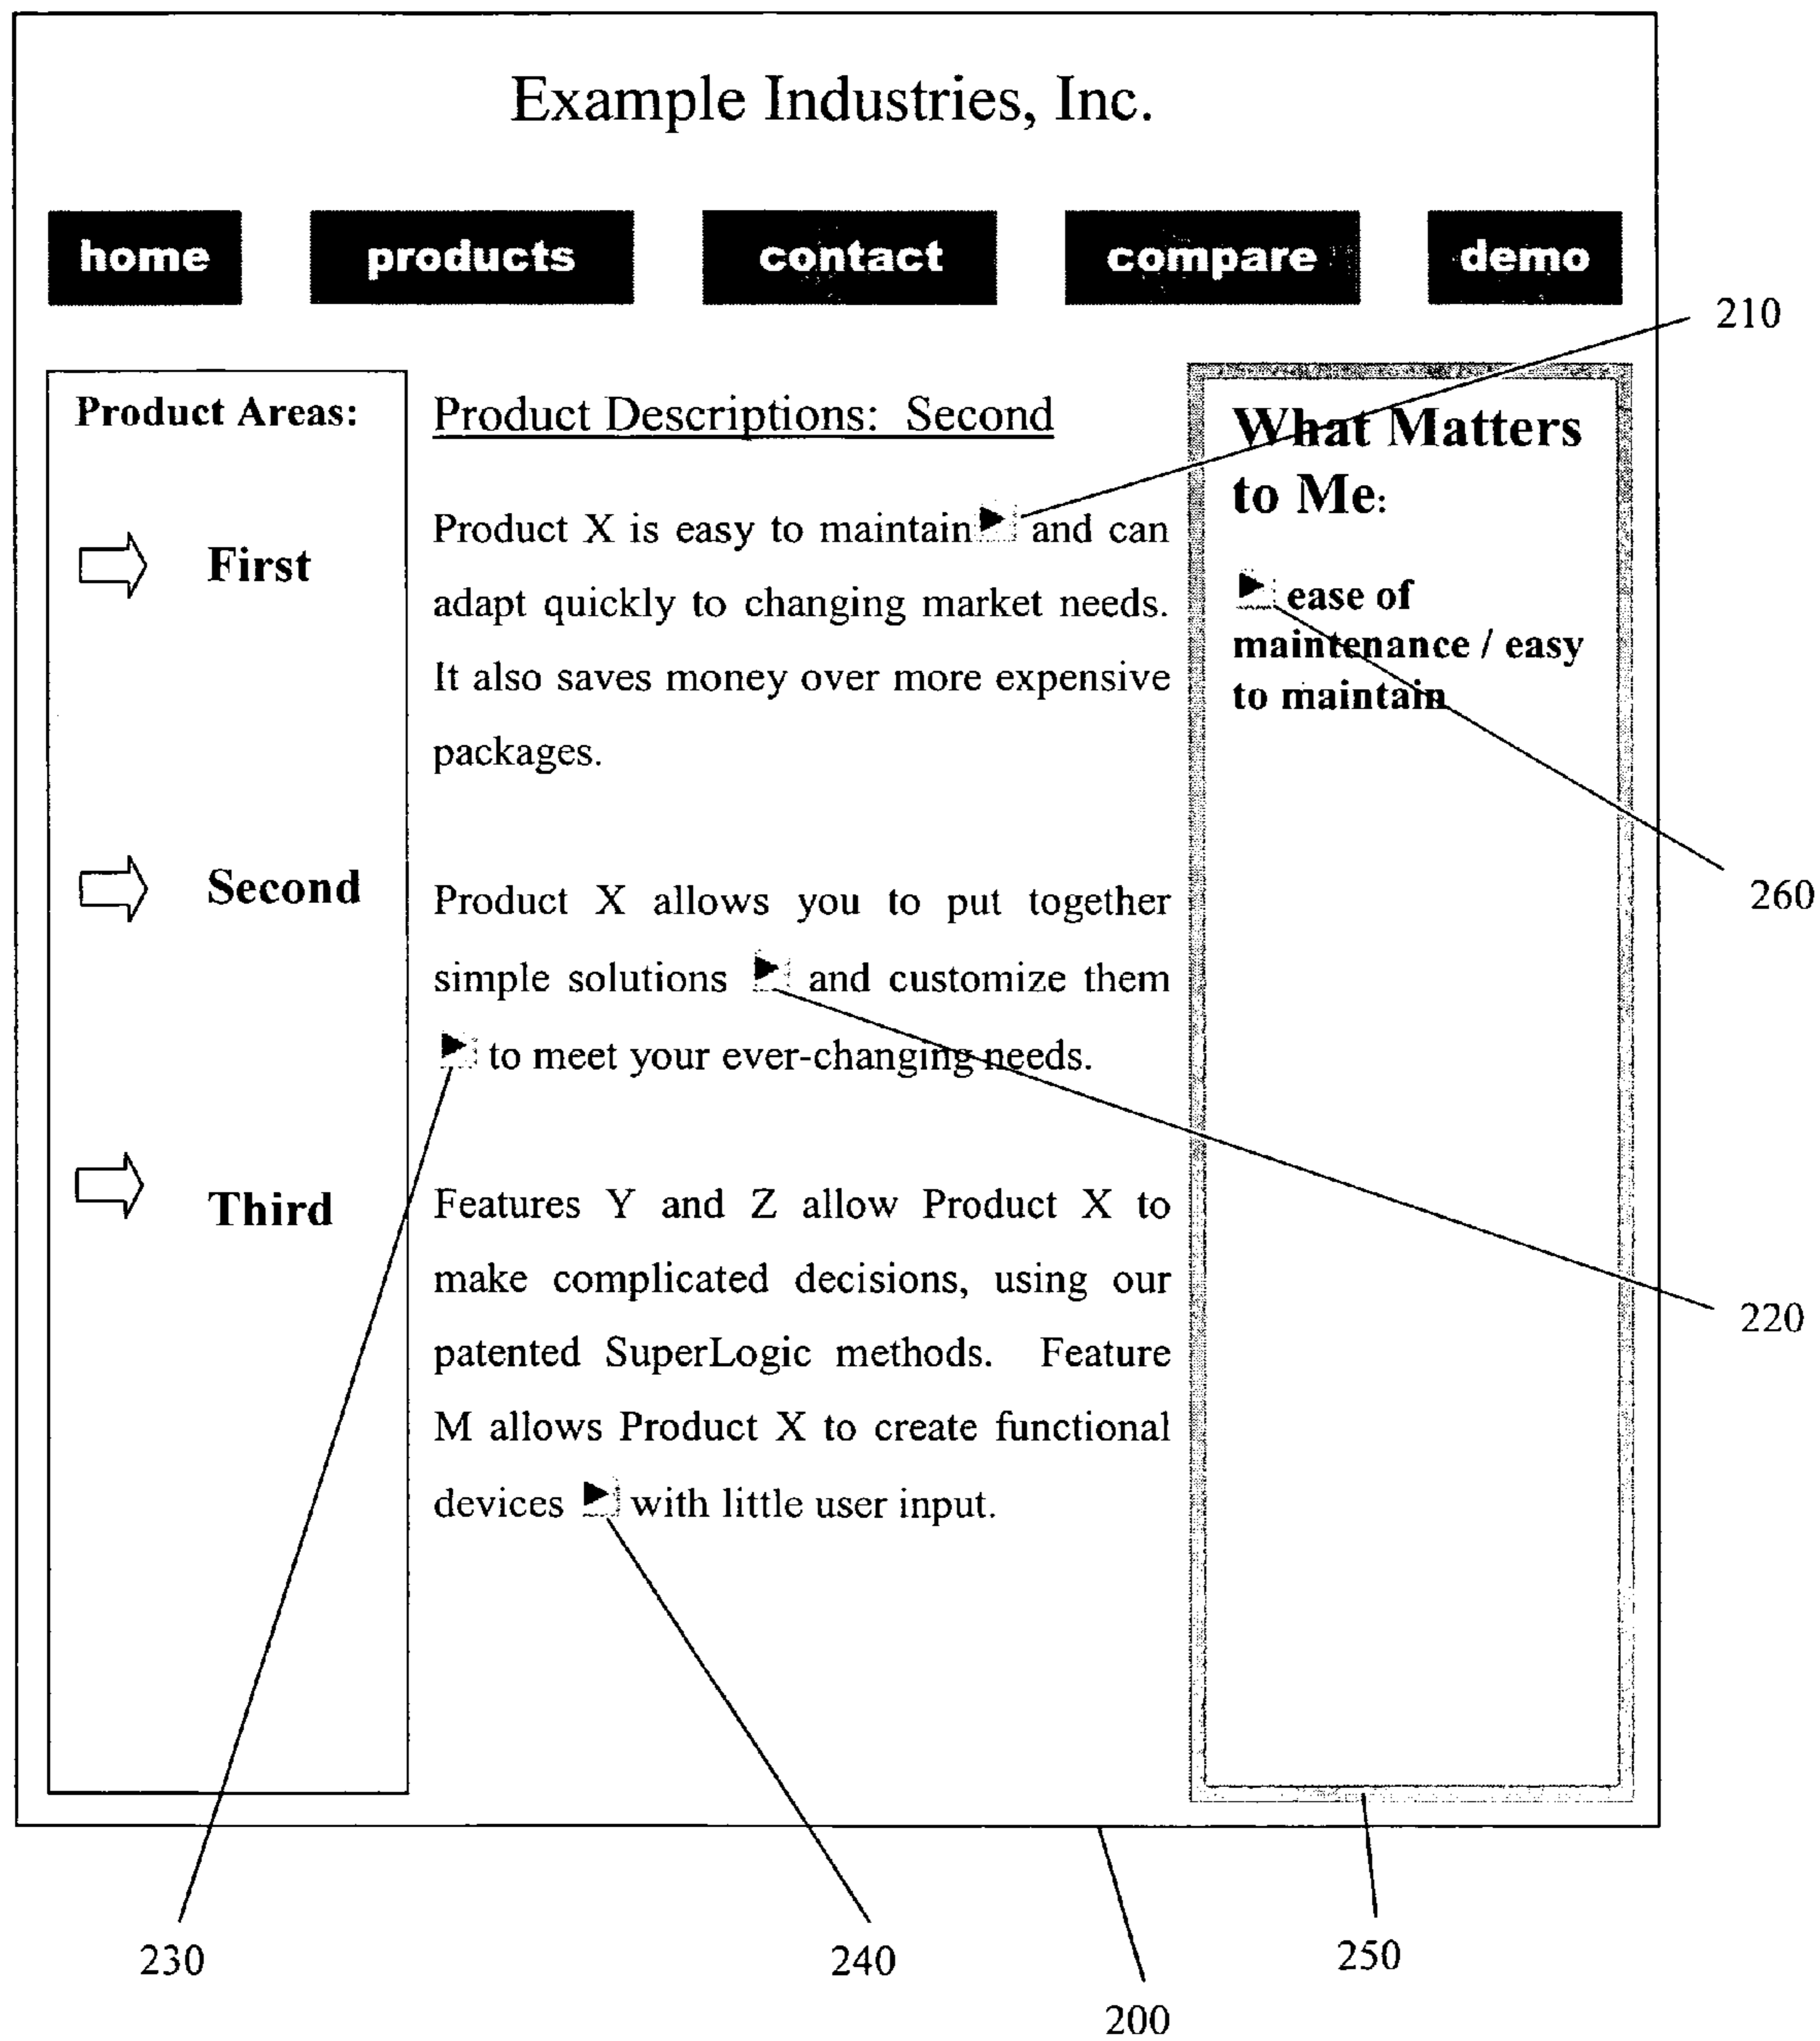 Example Industries, Inc.
home products contact compare demo
210
Product Areas:
First
Second
Third
Product Descriptions: Second
Product X is easy to maintain and can
adapt quickly to changing market needs.
It also saves money over more expensive
packages.
Product X allows you to put together
simple solutions and customize them
to meet your ever-changing needs.
Features Y and Z allow Product X to
make complicated decisions, using our
patented SuperLogic methods. Feature
M allows Product X to create functional
devices with little user input.
What Matters
to Me:
ease of
maintenance / easy
to maintain
260
220
230
240
250
200